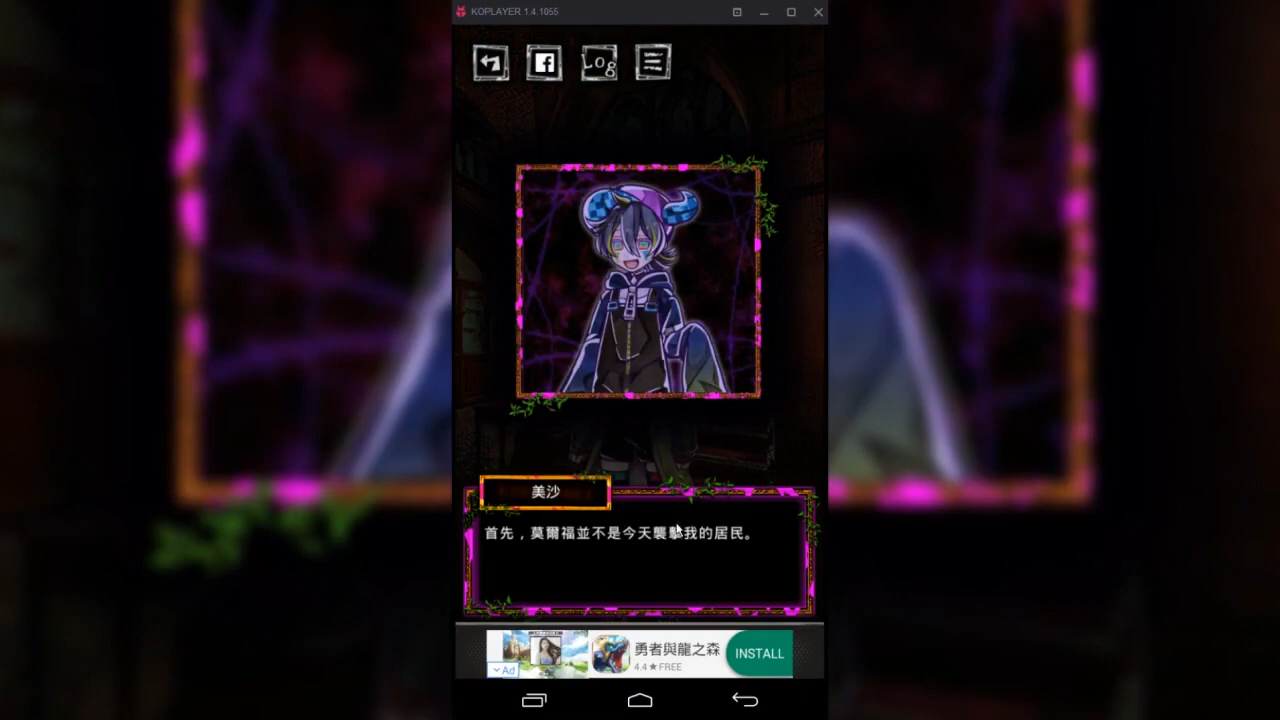 KOPLAYER 1.4.1055
Log
美沙
首先，莫爾福並不是今天襲擊我的居民。
勇者與龍之森
4.4★FREE
INSTALL
Ad